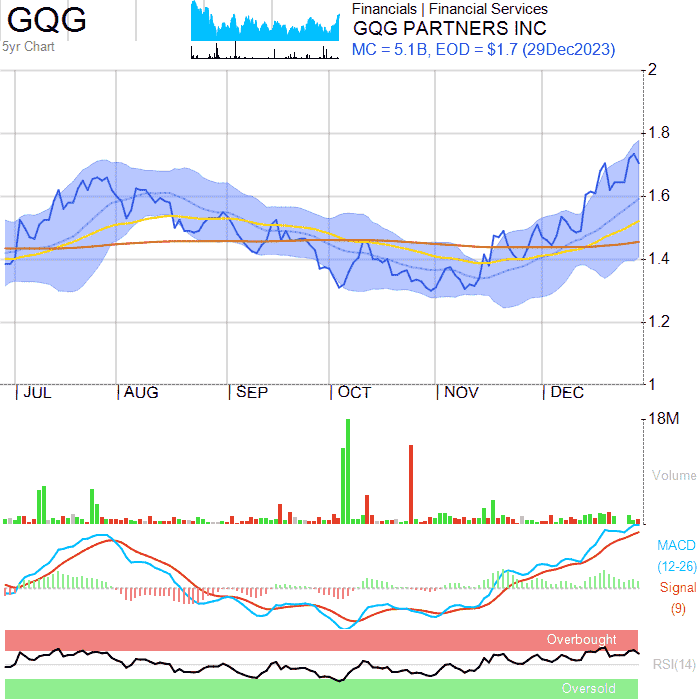 GQG
5yr Chart
Financials | Financial Services
GQG PARTNERS INC
MC = 5.1B, EOD = $1.7 (29Dec2023)
2
1.8
1.6
1.4
1.2
1
JUL AUG SEP OCT NOV DEC
18M
Volume
MACD
(12-26)
Signal
(9)
Overbought
RSI(14)
Oversold